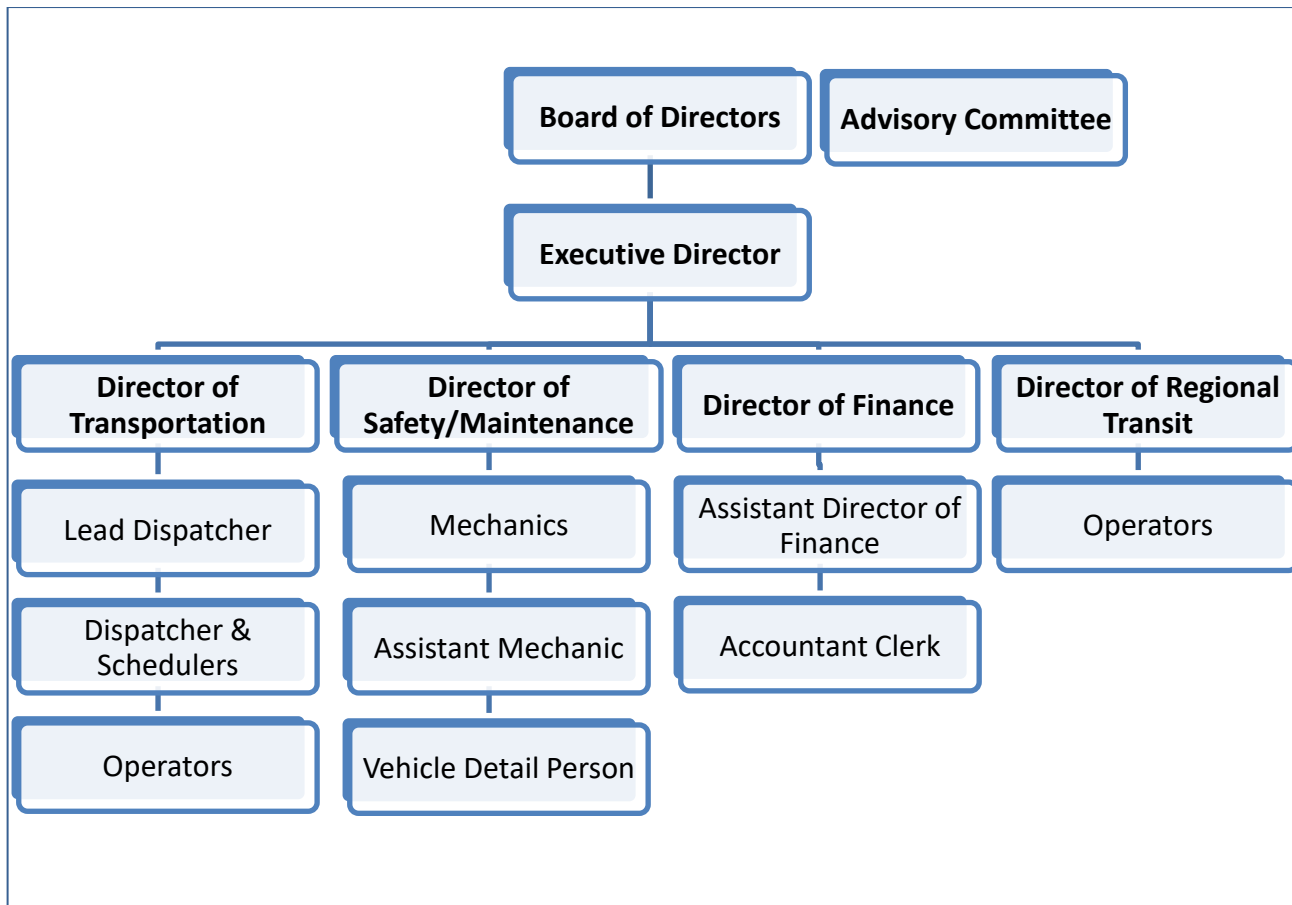 Board of Directors
Advisory Committee
Executive Director
Director of
Transportation
Director of
Safety/Maintenance
Director of Finance
Director of Regional
Transit
Lead Dispatcher
Mechanics
Assistant Director of
Finance
Operators
Dispatcher &
Schedulers
Assistant Mechanic
Accountant Clerk
Operators
Vehicle Detail Person